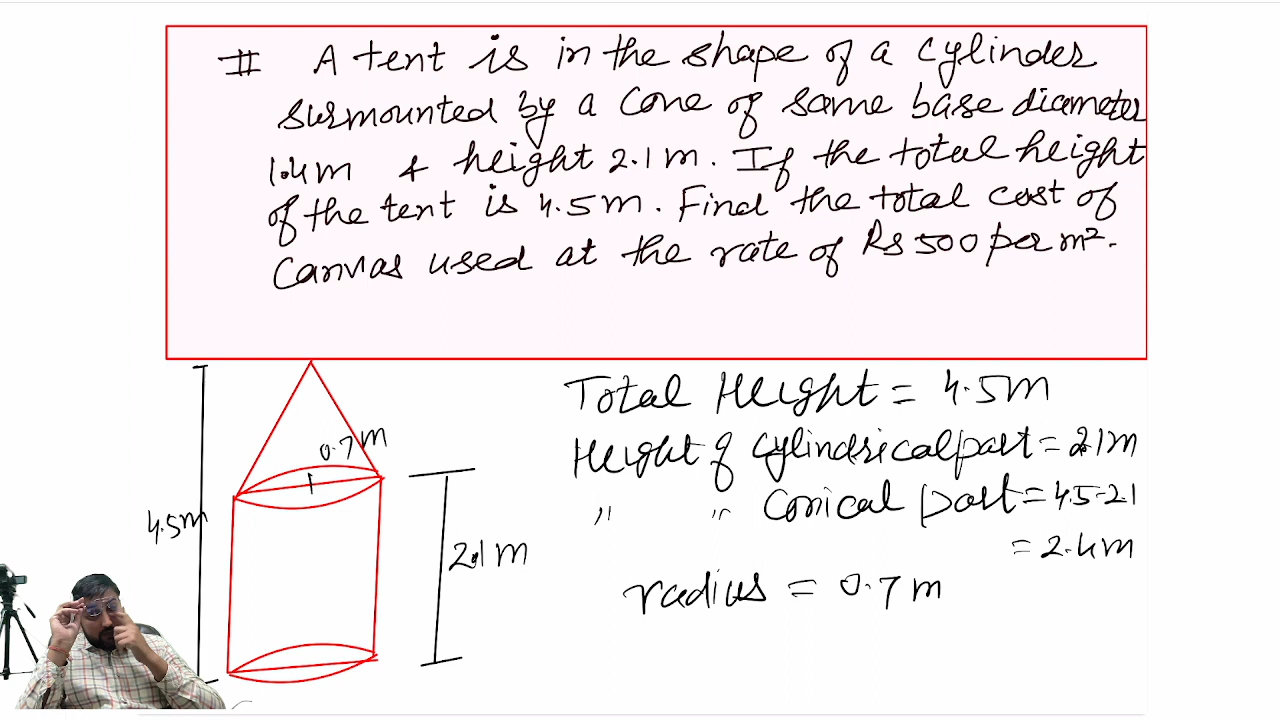 # A tent is in the shape of a cylinder
surmounted by a cone of same base diameter
1.4m & height 2.1m. If the total height
of the tent is 4.5m. Find the total cost of
canvas used at the rate of Rs 500 per m².
Total Height = 4.5m
Height of cylindrical part = 2.1m
" " Conical part = 4.5-2.1
= 2.4m
radius = 0.7m
0.7m
4.5m
2.1m